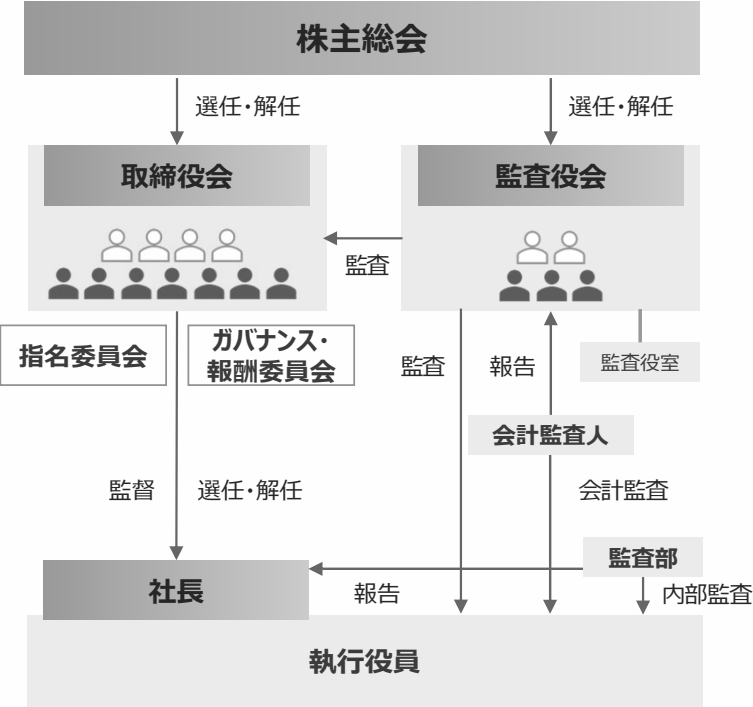 株主総会
選任・解任
選任・解任
取締役会
監査役会
監査
指名委員会
ガバナンス・
報酬委員会
監査
報告
監査役室
会計監査人
監督
選任・解任
会計監査
監査部
社長
報告
内部監査
執行役員